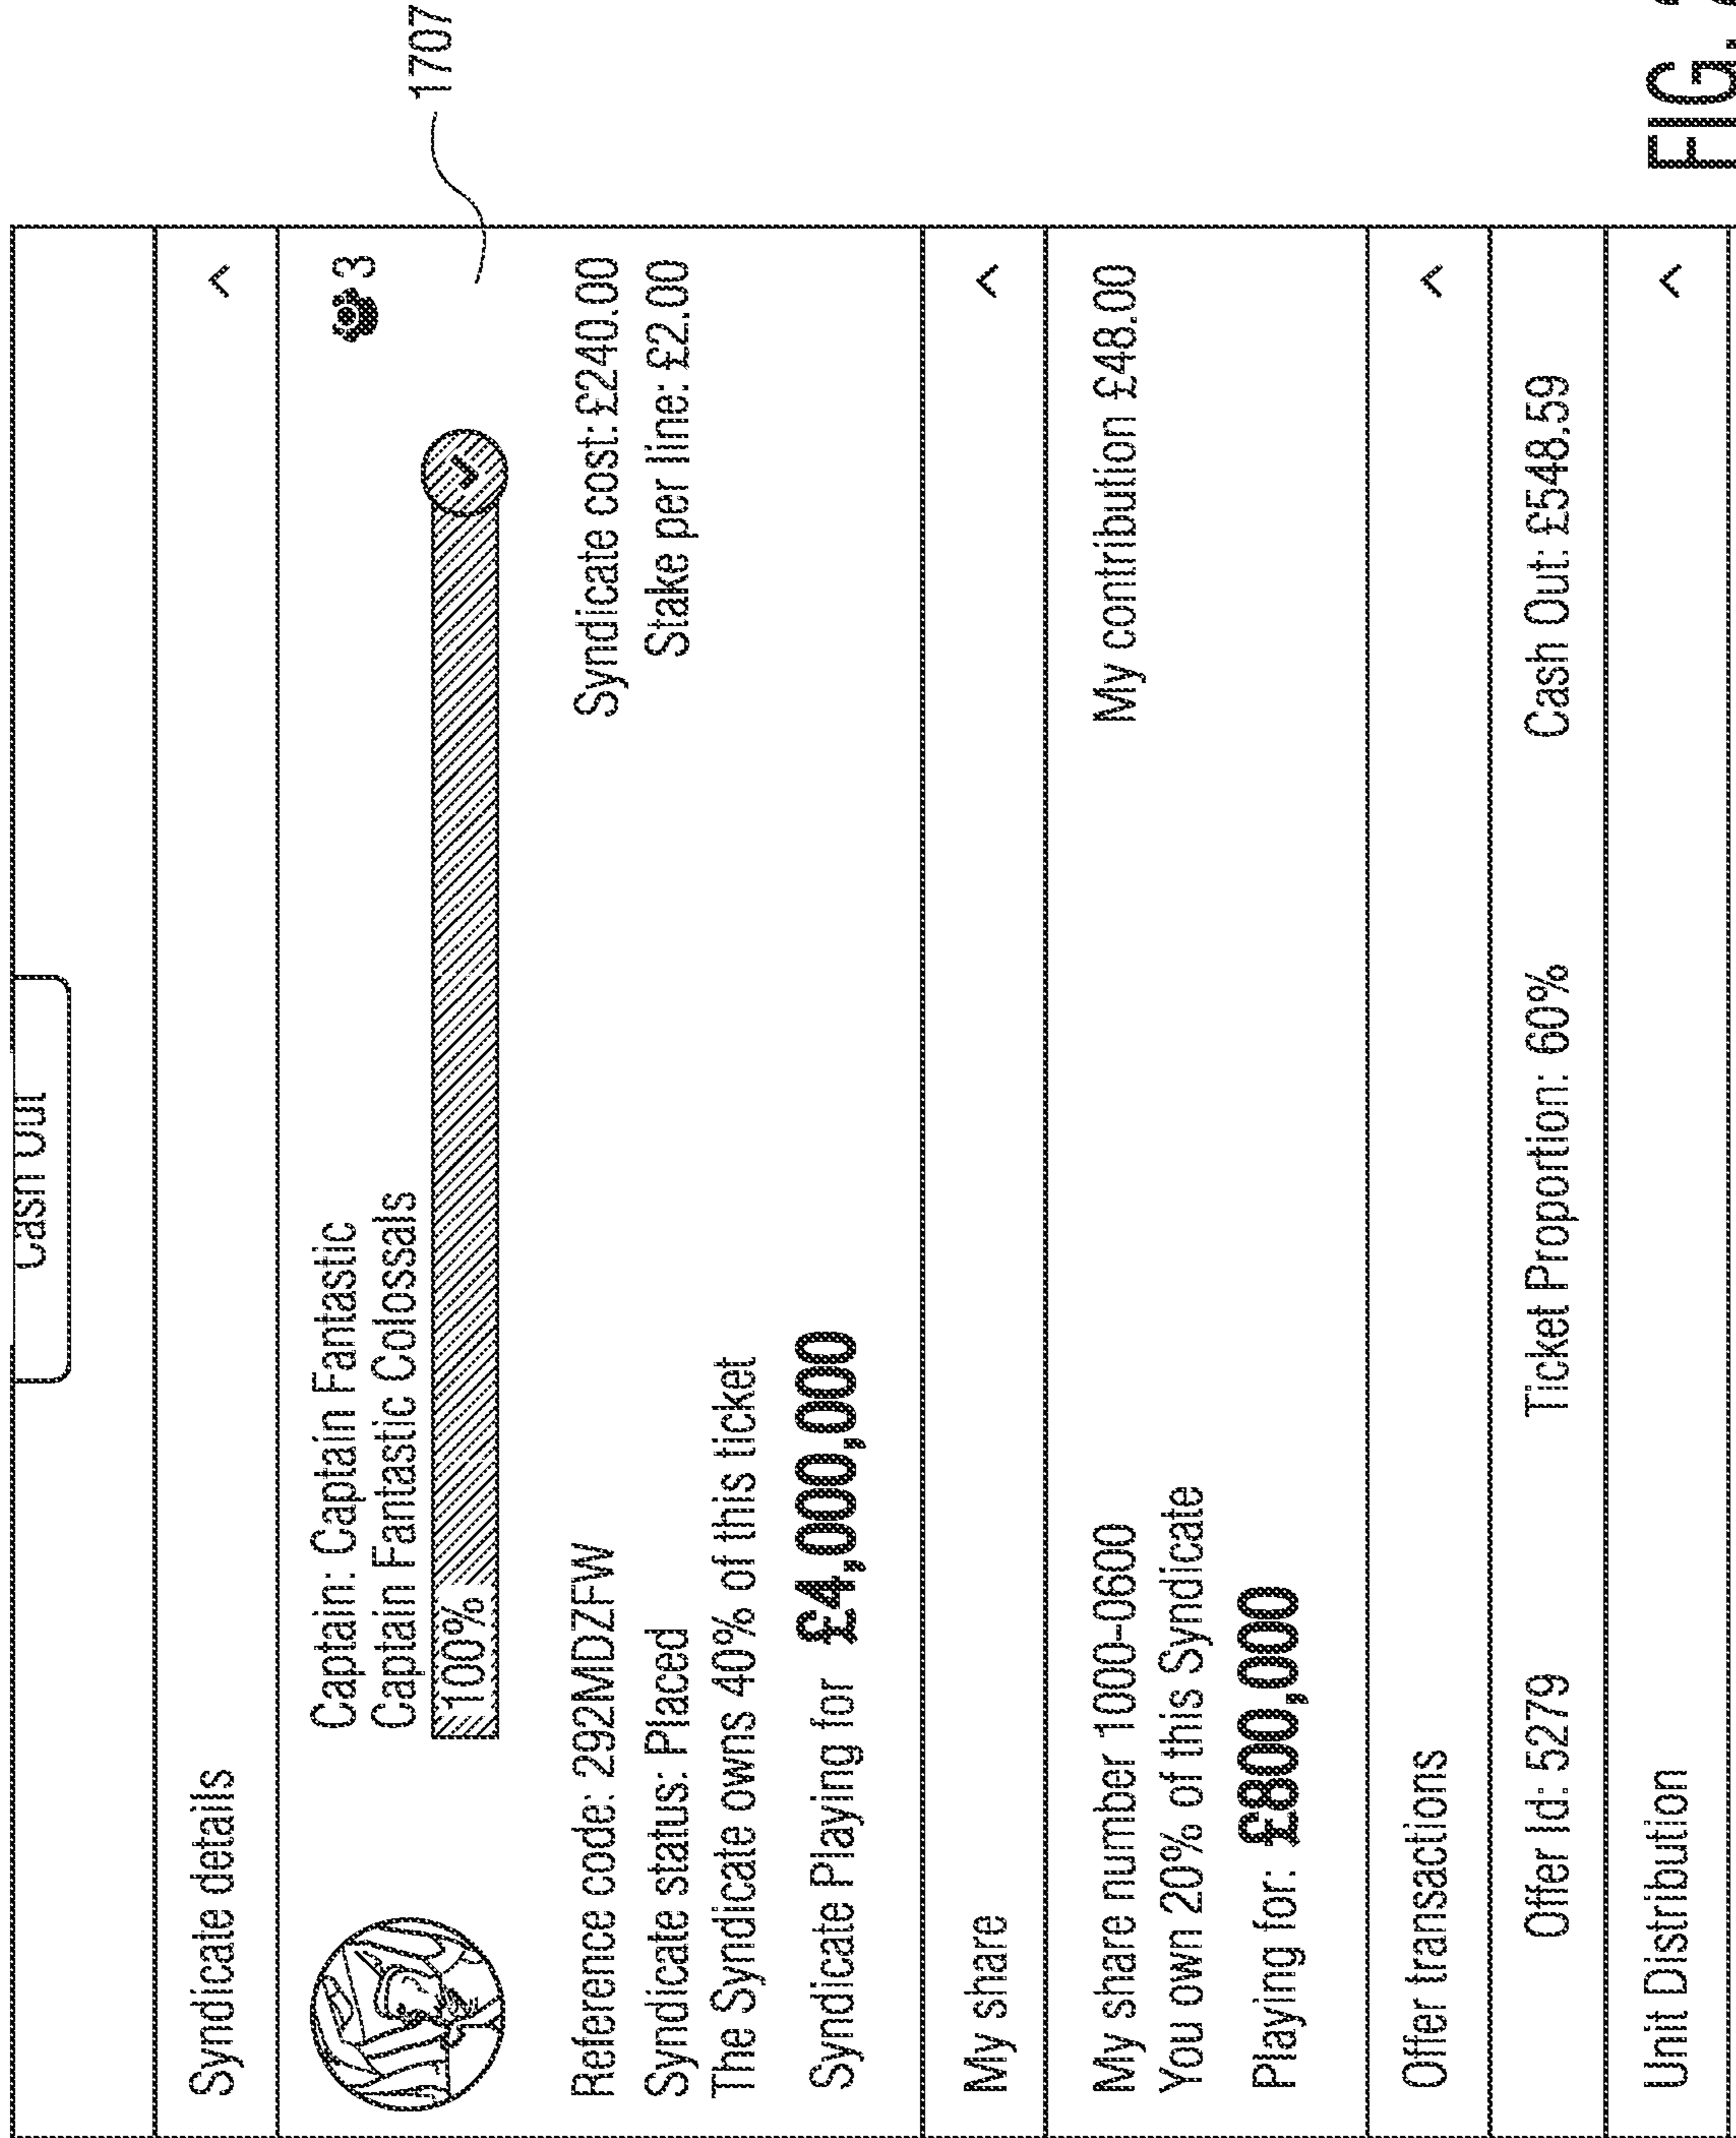 Cash Out
Syndicate details
Captain: Captain Fantastic
3
Captain Fantastic Colossals
100%
1707
Reference code: 292MDZFW
Syndicate cost: £240.00
Syndicate status: Placed
Stake per line: £2.00
The Syndicate owns 40% of this ticket
Syndicate Playing for £4,000,000
My share
My share number 1000-0600
My contribution £48.00
You own 20% of this Syndicate
Playing for: £800,000
Offer transactions
Offer Id: 5279 Ticket Proportion: 60% Cash Out: £548,59
Unit Distribution
FIG.